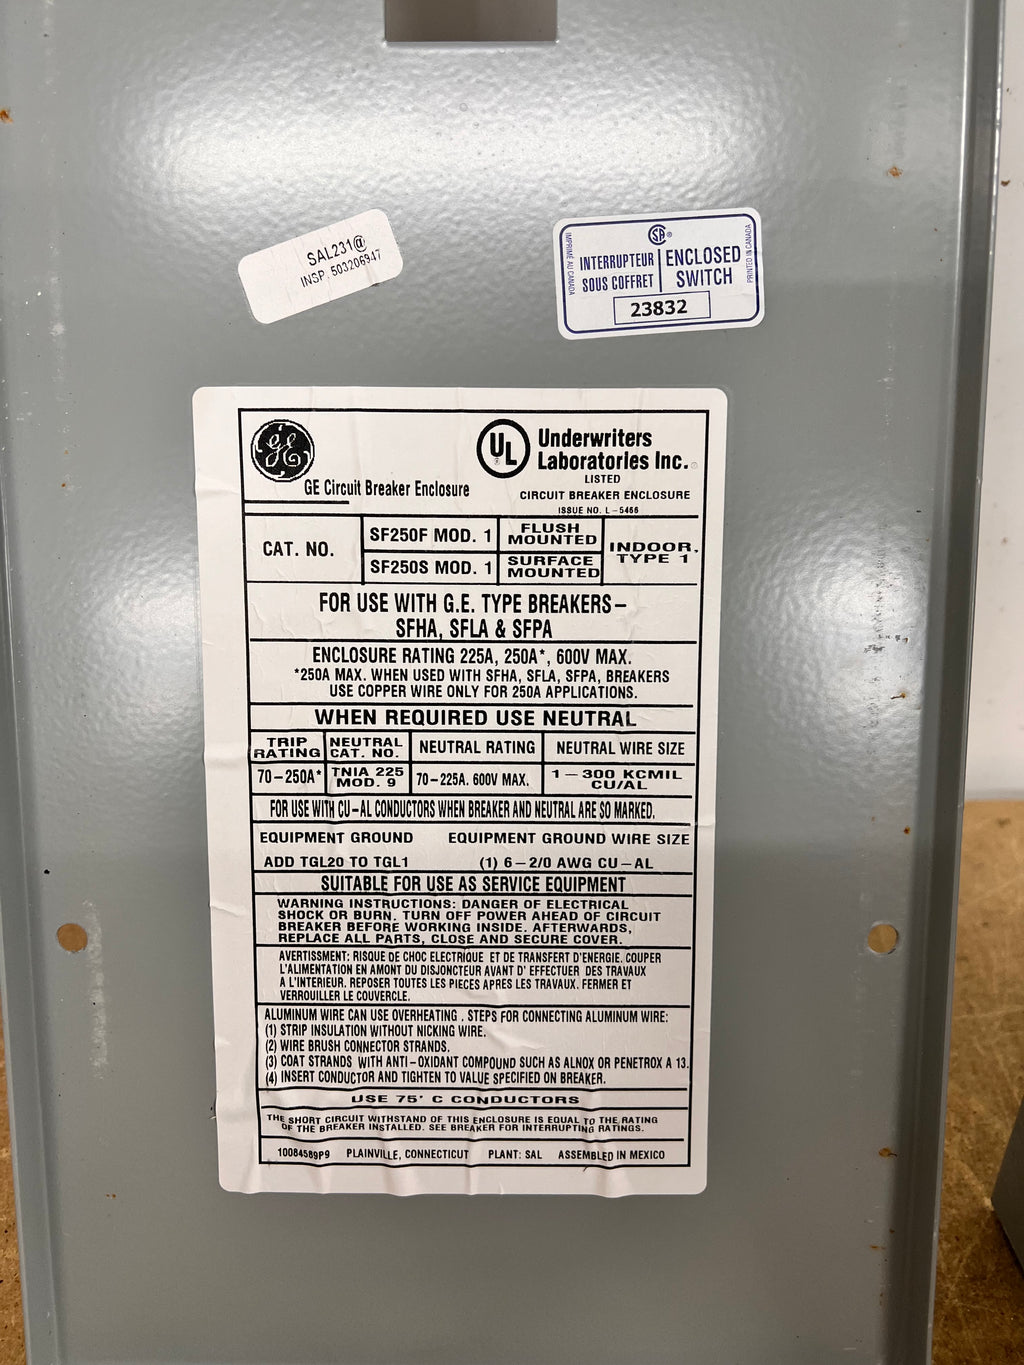 SAL231@
INSP. 503206947
IMPRIMÉ AU CANADA
SA®
INTERRUPTEUR
SOUS COFFRET
ENCLOSED
SWITCH
PRINTED IN CANADA
23832
GE
GE Circuit Breaker Enclosure
UL®
Underwriters
Laboratories Inc.®
LISTED
CIRCUIT BREAKER ENCLOSURE
ISSUE NO. L-5466
CAT. NO.
SF250F MOD. 1
FLUSH
MOUNTED
SF250S MOD. 1
SURFACE
MOUNTED
INDOOR,
TYPE 1
FOR USE WITH G.E. TYPE BREAKERS–
SFHA, SFLA & SFPA
ENCLOSURE RATING 225A, 250A*, 600V MAX.
*250A MAX. WHEN USED WITH SFHA, SFLA, SFPA, BREAKERS
USE COPPER WIRE ONLY FOR 250A APPLICATIONS.
WHEN REQUIRED USE NEUTRAL
TRIP
RATING
NEUTRAL
CAT. NO.
NEUTRAL RATING
NEUTRAL WIRE SIZE
70–250A*
TNIA 225
MOD. 9
70–225A. 600V MAX.
1–300 KCMIL
CU/AL
FOR USE WITH CU–AL CONDUCTORS WHEN BREAKER AND NEUTRAL ARE SO MARKED.
EQUIPMENT GROUND EQUIPMENT GROUND WIRE SIZE
ADD TGL20 TO TGL1 (1) 6–2/0 AWG CU–AL
SUITABLE FOR USE AS SERVICE EQUIPMENT
WARNING INSTRUCTIONS: DANGER OF ELECTRICAL
SHOCK OR BURN. TURN OFF POWER AHEAD OF CIRCUIT
BREAKER BEFORE WORKING INSIDE. AFTERWARDS,
REPLACE ALL PARTS, CLOSE AND SECURE COVER.
AVERTISSMENT: RISQUE DE CHOC ELECTRIQUE ET DE TRANSFERT D'ENERGIE. COUPER
L'ALIMENTATION EN AMONT DU DISJONCTEUR AVANT D' EFFECTUER DES TRAVAUX
A L'INTERIEUR. REPOSER TOUTES LES PIECES APRES LES TRAVAUX. FERMER ET
VERROUILLER LE COUVERCLE.
ALUMINUM WIRE CAN USE OVERHEATING . STEPS FOR CONNECTING ALUMINUM WIRE:
(1) STRIP INSULATION WITHOUT NICKING WIRE.
(2) WIRE BRUSH CONNECTOR STRANDS.
(3) COAT STRANDS WITH ANTI–OXIDANT COMPOUND SUCH AS ALNOX OR PENETROX A 13.
(4) INSERT CONDUCTOR AND TIGHTEN TO VALUE SPECIFIED ON BREAKER.
USE 75° C CONDUCTORS
THE SHORT CIRCUIT WITHSTAND OF THIS ENCLOSURE IS EQUAL TO THE RATING
OF THE BREAKER INSTALLED. SEE BREAKER FOR INTERRUPTING RATINGS.
10084589P9 PLAINVILLE, CONNECTICUT PLANT: SAL ASSEMBLED IN MEXICO